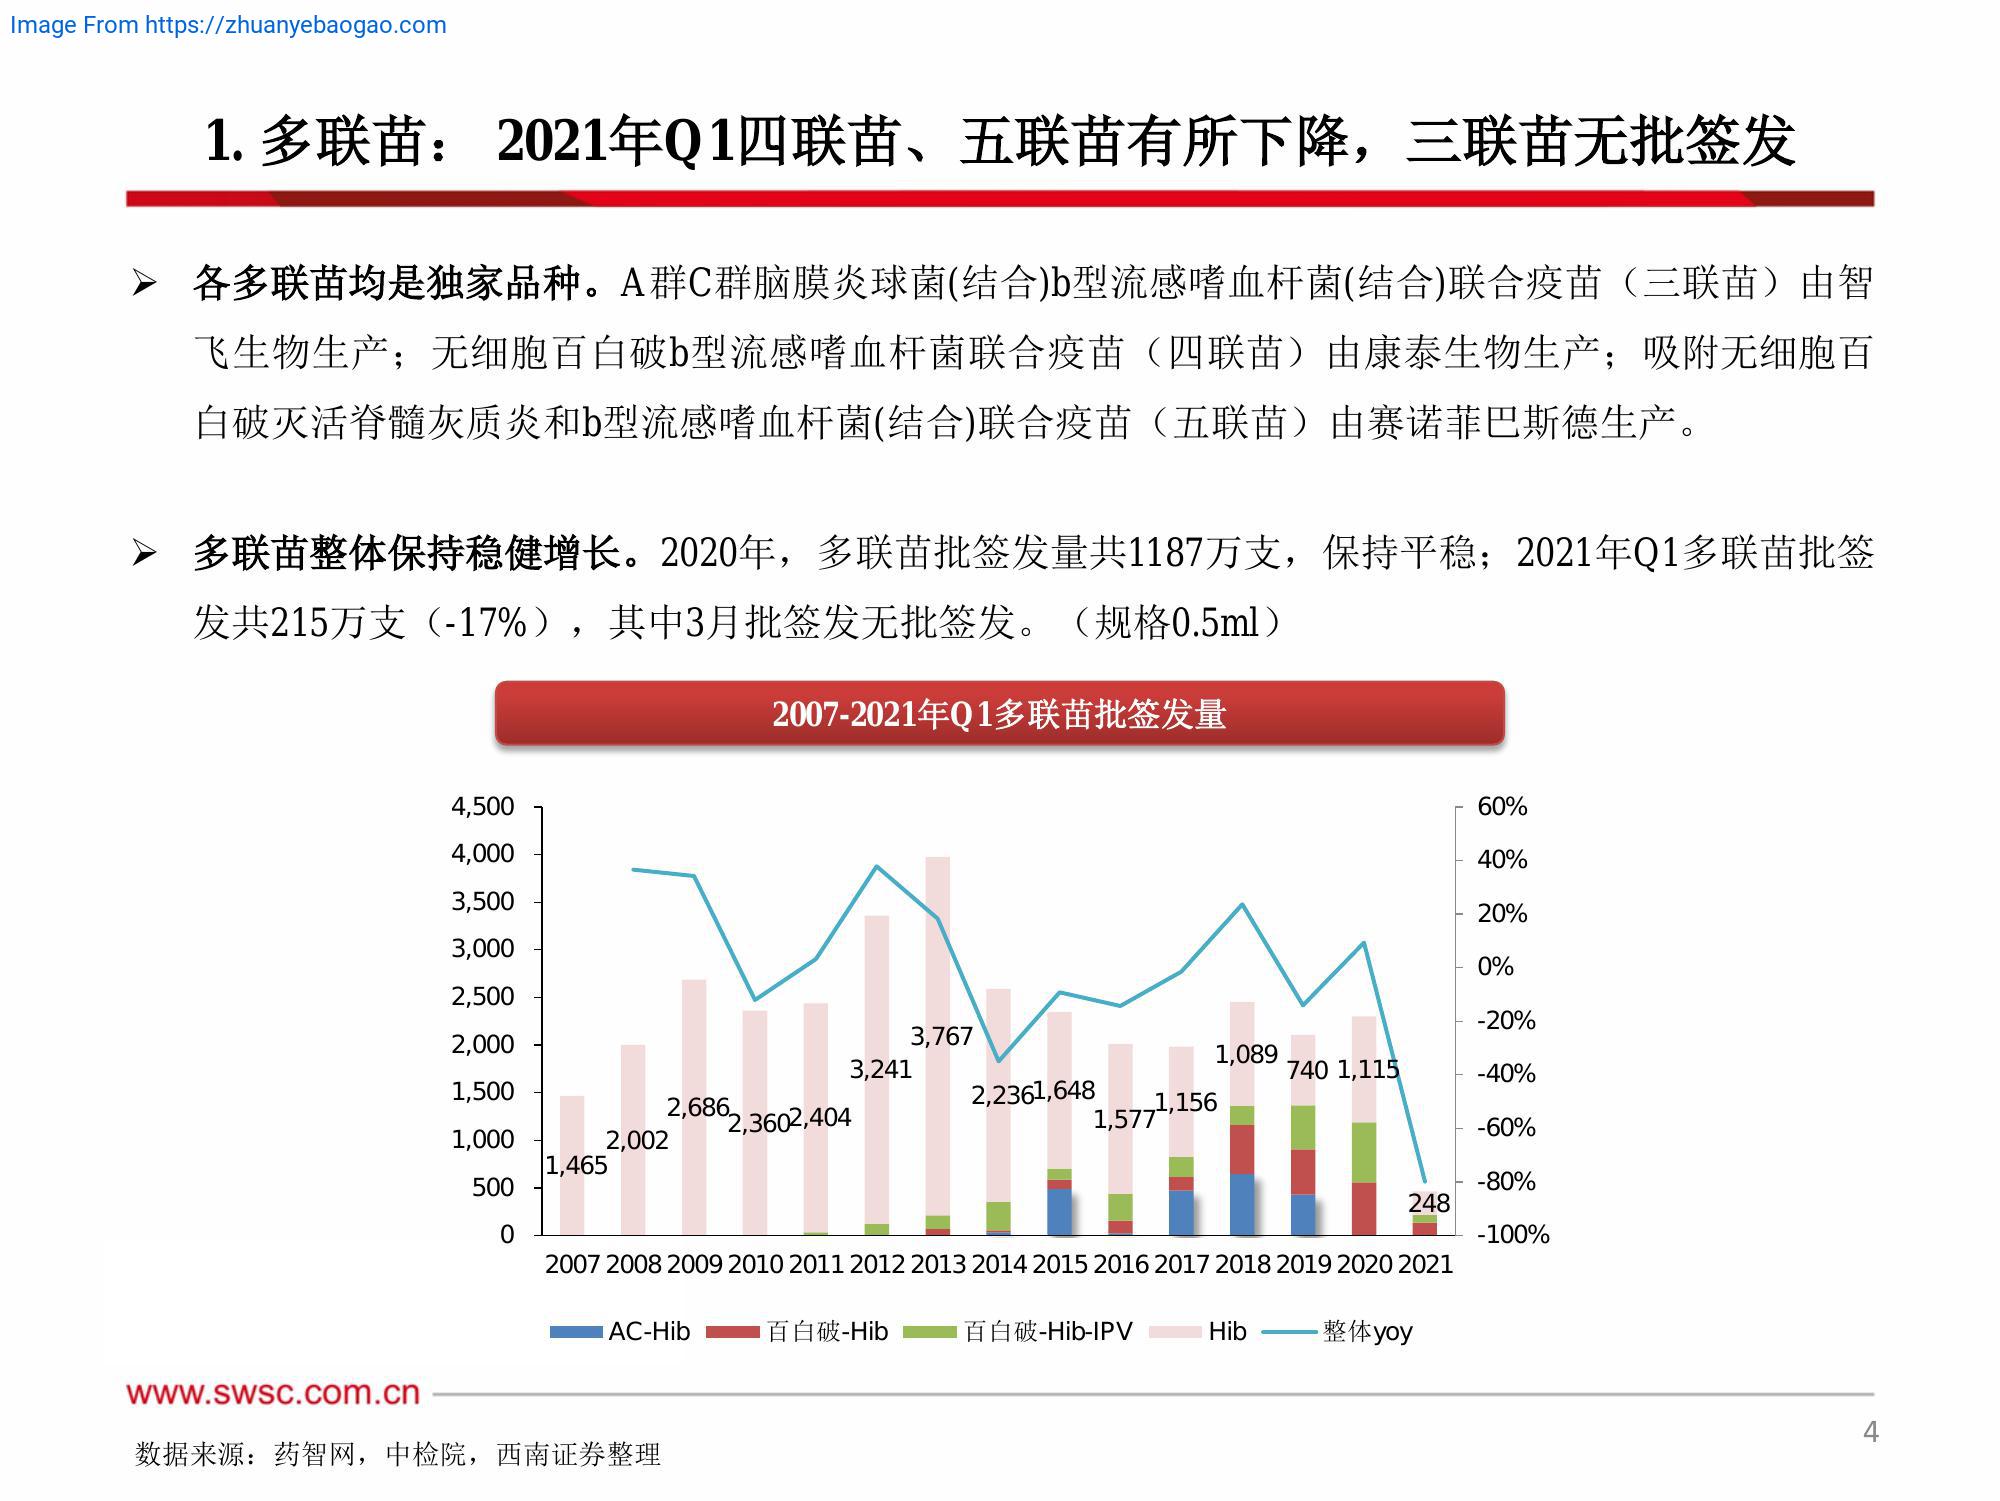 Image From https://zhuanyebaogao.com
1. 多联苗： 2021年Q1四联苗、五联苗有所下降，三联苗无批签发
➢ 各多联苗均是独家品种。A群C群脑膜炎球菌(结合)b型流感嗜血杆菌(结合)联合疫苗（三联苗）由智
飞生物生产；无细胞百白破b型流感嗜血杆菌联合疫苗（四联苗）由康泰生物生产；吸附无细胞百
白破灭活脊髓灰质炎和b型流感嗜血杆菌(结合)联合疫苗（五联苗）由赛诺菲巴斯德生产。
➢ 多联苗整体保持稳健增长。2020年，多联苗批签发量共1187万支，保持平稳；2021年Q1多联苗批签
发共215万支（-17%），其中3月批签发无批签发。（规格0.5ml）
2007-2021年Q1多联苗批签发量
4,500 60%
4,000 40%
3,500 20%
3,000 0%
2,500 -20%
2,000 -40%
1,500 -60%
1,000 -80%
500 -100%
0
1,465 2,002 2,686 2,360 2,404 3,241 3,767 2,236 1,648 1,577 1,156 1,089 740 1,115 248
2007 2008 2009 2010 2011 2012 2013 2014 2015 2016 2017 2018 2019 2020 2021
AC-Hib 百白破-Hib 百白破-Hib-IPV Hib 整体yoy
www.swsc.com.cn
4
数据来源：药智网，中检院，西南证券整理